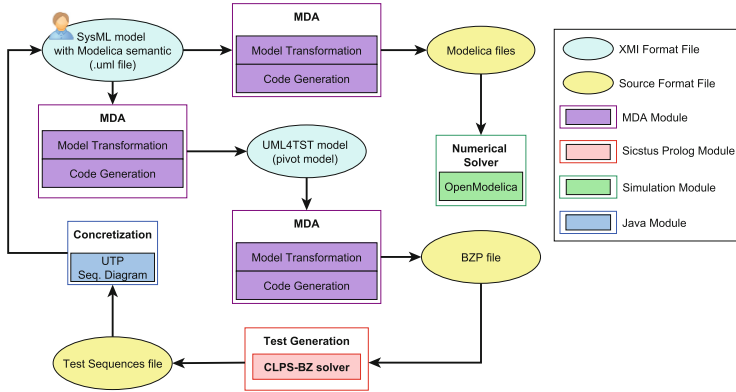 SysML model
with Modelica semantic
(.uml file)
MDA
Model Transformation
Code Generation
Modelica files
MDA
Model Transformation
Code Generation
UML4TST model
(pivot model)
Numerical
Solver
OpenModelica
MDA
Model Transformation
Code Generation
BZP file
Concretization
UTP
Seq. Diagram
Test Generation
CLPS-BZ solver
Test Sequences file
XMI Format File
Source Format File
MDA Module
Sicstus Prolog Module
Simulation Module
Java Module